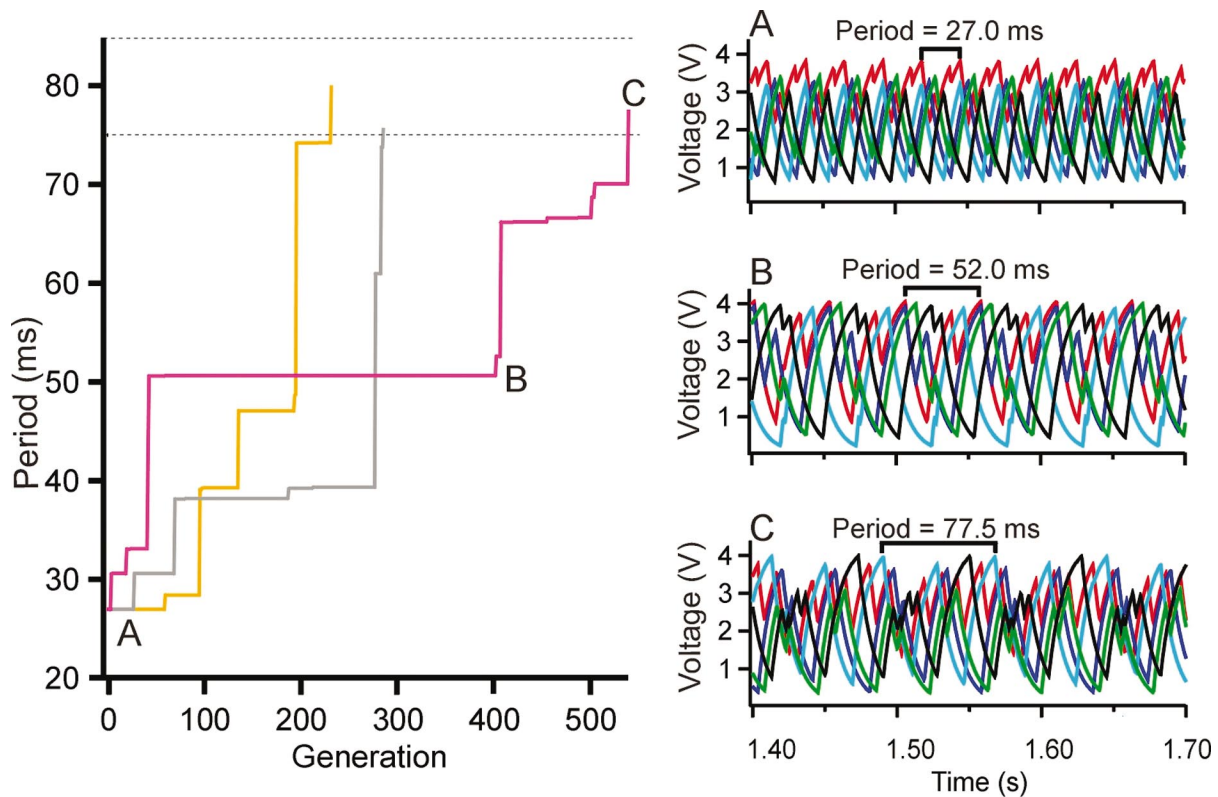 80
70
60
50
40
30
20
Period (ms)
0 100 200 300 400 500
Generation
A
B
C
A
Period = 27.0 ms
4
3
2
1
Voltage (V)
B
Period = 52.0 ms
4
3
2
1
Voltage (V)
C
Period = 77.5 ms
4
3
2
1
Voltage (V)
1.40 1.50 1.60 1.70
Time (s)